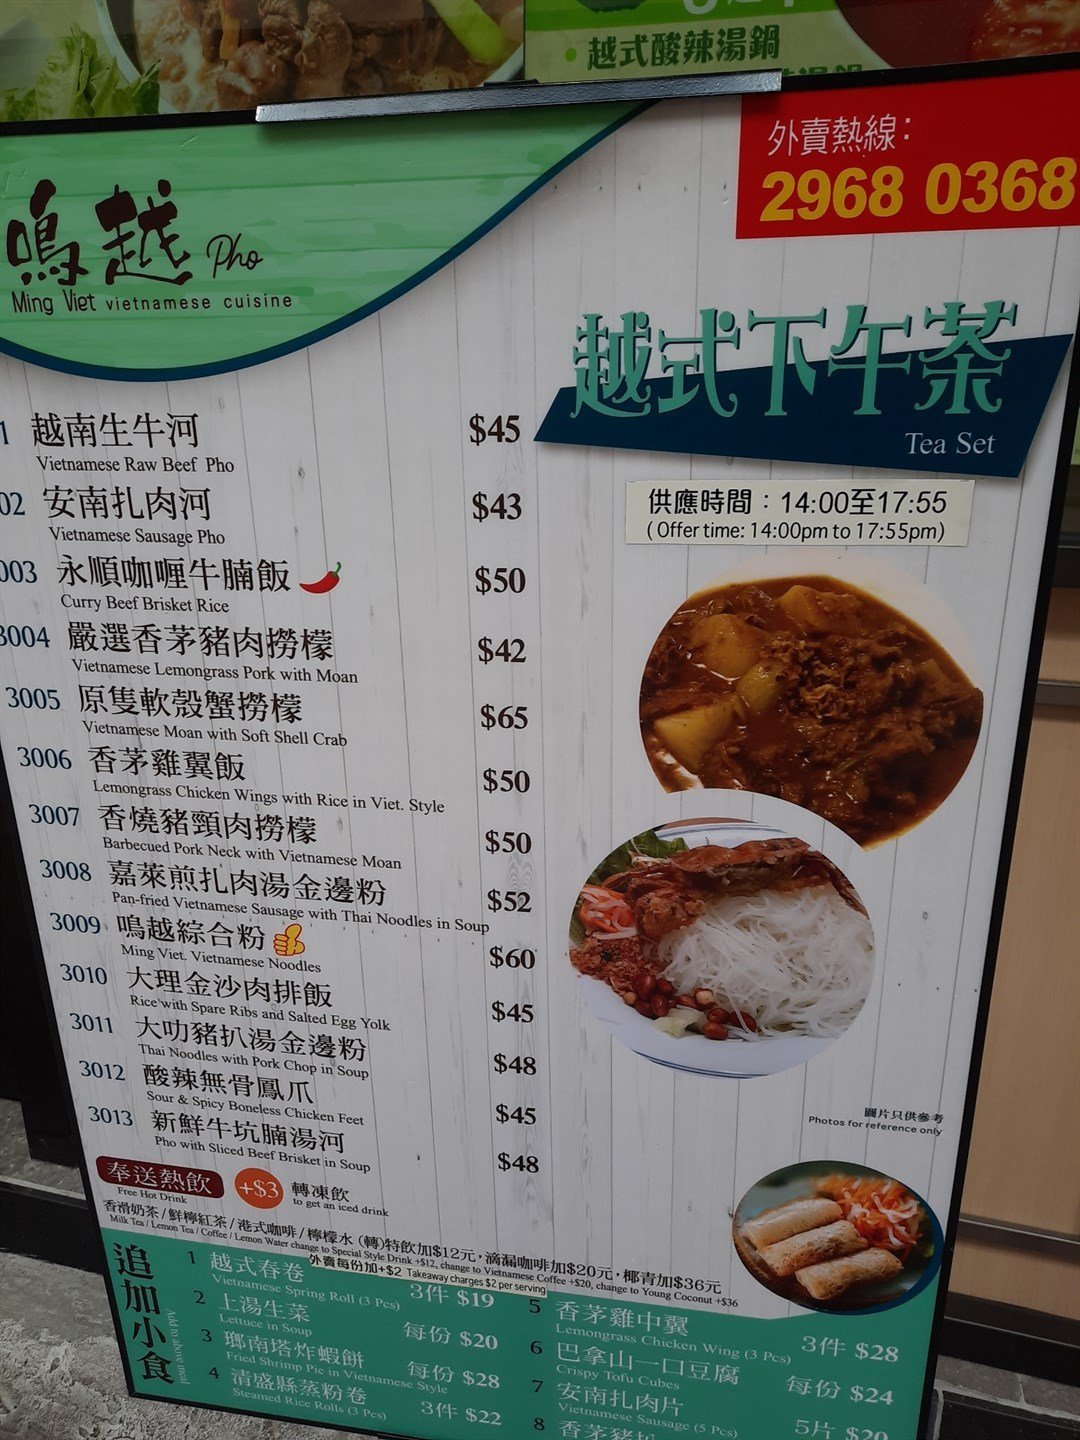 • 越式酸辣湯鍋
外賣熱線：
2968 0368
鳴越 Pho
Ming Viet vietnamese cuisine
越式下午茶
Tea Set
供應時間：14:00至17:55
(Offer time: 14:00pm to 17:55pm)
1 越南生牛河 $45
Vietnamese Raw Beef Pho
02 安南扎肉河 $43
Vietnamese Sausage Pho
003 永順咖喱牛腩飯 $50
Curry Beef Brisket Rice
3004 嚴選香茅豬肉撈檬 $42
Vietnamese Lemongrass Pork with Moan
3005 原隻軟殼蟹撈檬 $65
Vietnamese Moan with Soft Shell Crab
3006 香茅雞翼飯 $50
Lemongrass Chicken Wings with Rice in Viet. Style
3007 香燒豬頸肉撈檬 $50
Barbecued Pork Neck with Vietnamese Moan
3008 嘉萊煎扎肉湯金邊粉 $52
Pan-fried Vietnamese Sausage with Thai Noodles in Soup
3009 鳴越綜合粉 $60
Ming Viet. Vietnamese Noodles
3010 大理金沙肉排飯 $45
Rice with Spare Ribs and Salted Egg Yolk
3011 大叻豬扒湯金邊粉 $48
Thai Noodles with Pork Chop in Soup
3012 酸辣無骨鳳爪 $45
Sour & Spicy Boneless Chicken Feet
3013 新鮮牛坑腩湯河 $48
Pho with Sliced Beef Brisket in Soup
圖片只供參考
Photos for reference only
奉送熱飲 +$3 轉凍飲
Free Hot Drink to get an iced drink
香滑奶茶/鮮檸紅茶/港式咖啡/檸檬水 (轉)特飲加$12元，滴漏咖啡加$20元，椰青加$36元
Milk Tea / Lemon Tea / Coffee / Lemon Water change to Special Style Drink +$12, change to Vietnamese Coffee +$20, change to Young Coconut +$36
外賣每份加+$2 Takeaway charges $2 per serving
追加小食
Add to above meal
1 越式春卷 3件 $19
Vietnamese Spring Roll (3 Pcs)
2 上湯生菜 每份 $20
Lettuce in Soup
3 瑯南塔炸蝦餅 每份 $28
Fried Shrimp Pie in Vietnamese Style
4 清盛縣蒸粉卷 3件 $22
Steamed Rice Rolls (3 Pcs)
5 香茅雞中翼 3件 $28
Lemongrass Chicken Wing (3 Pcs)
6 巴拿山一口豆腐 每份 $24
Crispy Tofu Cubes
7 安南扎肉片 5片 $20
Vietnamese Sausage (5 Pcs)
8 香茅豬扒